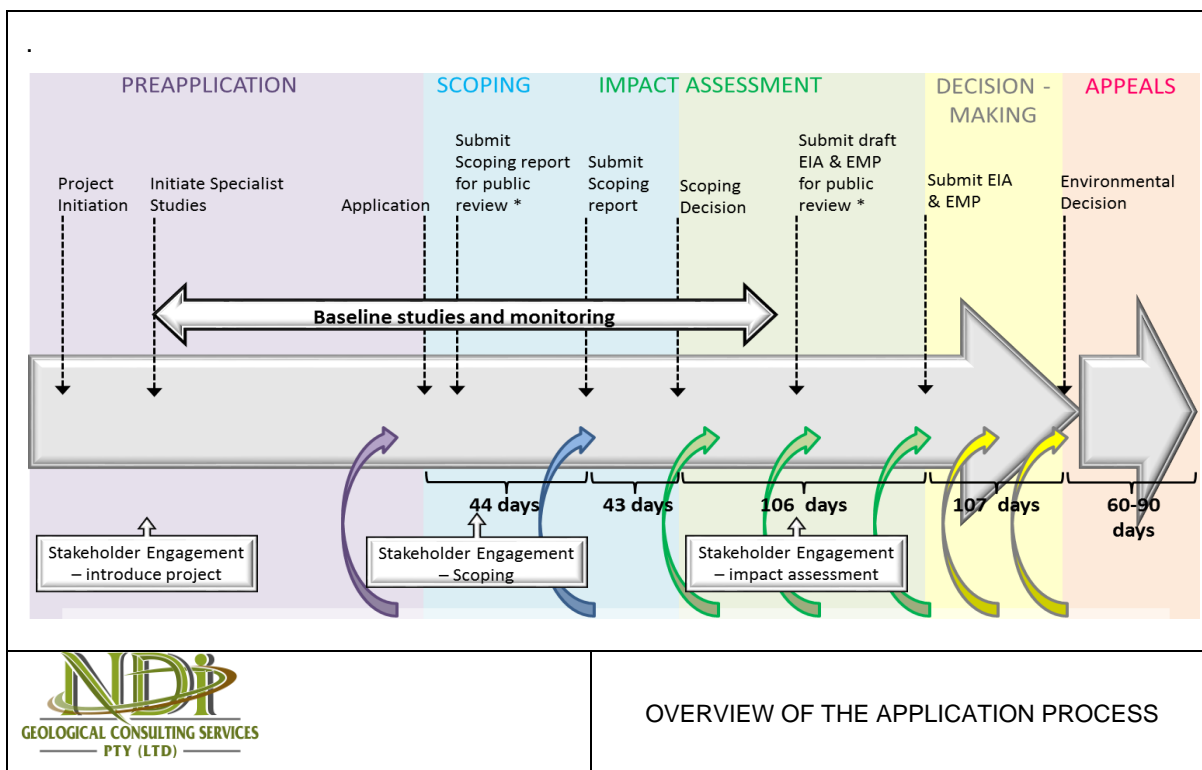 .
PREAPPLICATION
SCOPING
IMPACT ASSESSMENT
DECISION -
MAKING
APPEALS
Project
Initiation
Initiate Specialist
Studies
Application
Submit
Scoping report
for public
review *
Submit
Scoping
report
Scoping
Decision
Submit draft
EIA & EMP
for public
review *
Submit EIA
& EMP
Environmental
Decision
Baseline studies and monitoring
44 days
43 days
106 days
107 days
60-90
days
Stakeholder Engagement
– introduce project
Stakeholder Engagement
– Scoping
Stakeholder Engagement
– impact assessment
NDi
GEOLOGICAL CONSULTING SERVICES
PTY (LTD)
OVERVIEW OF THE APPLICATION PROCESS